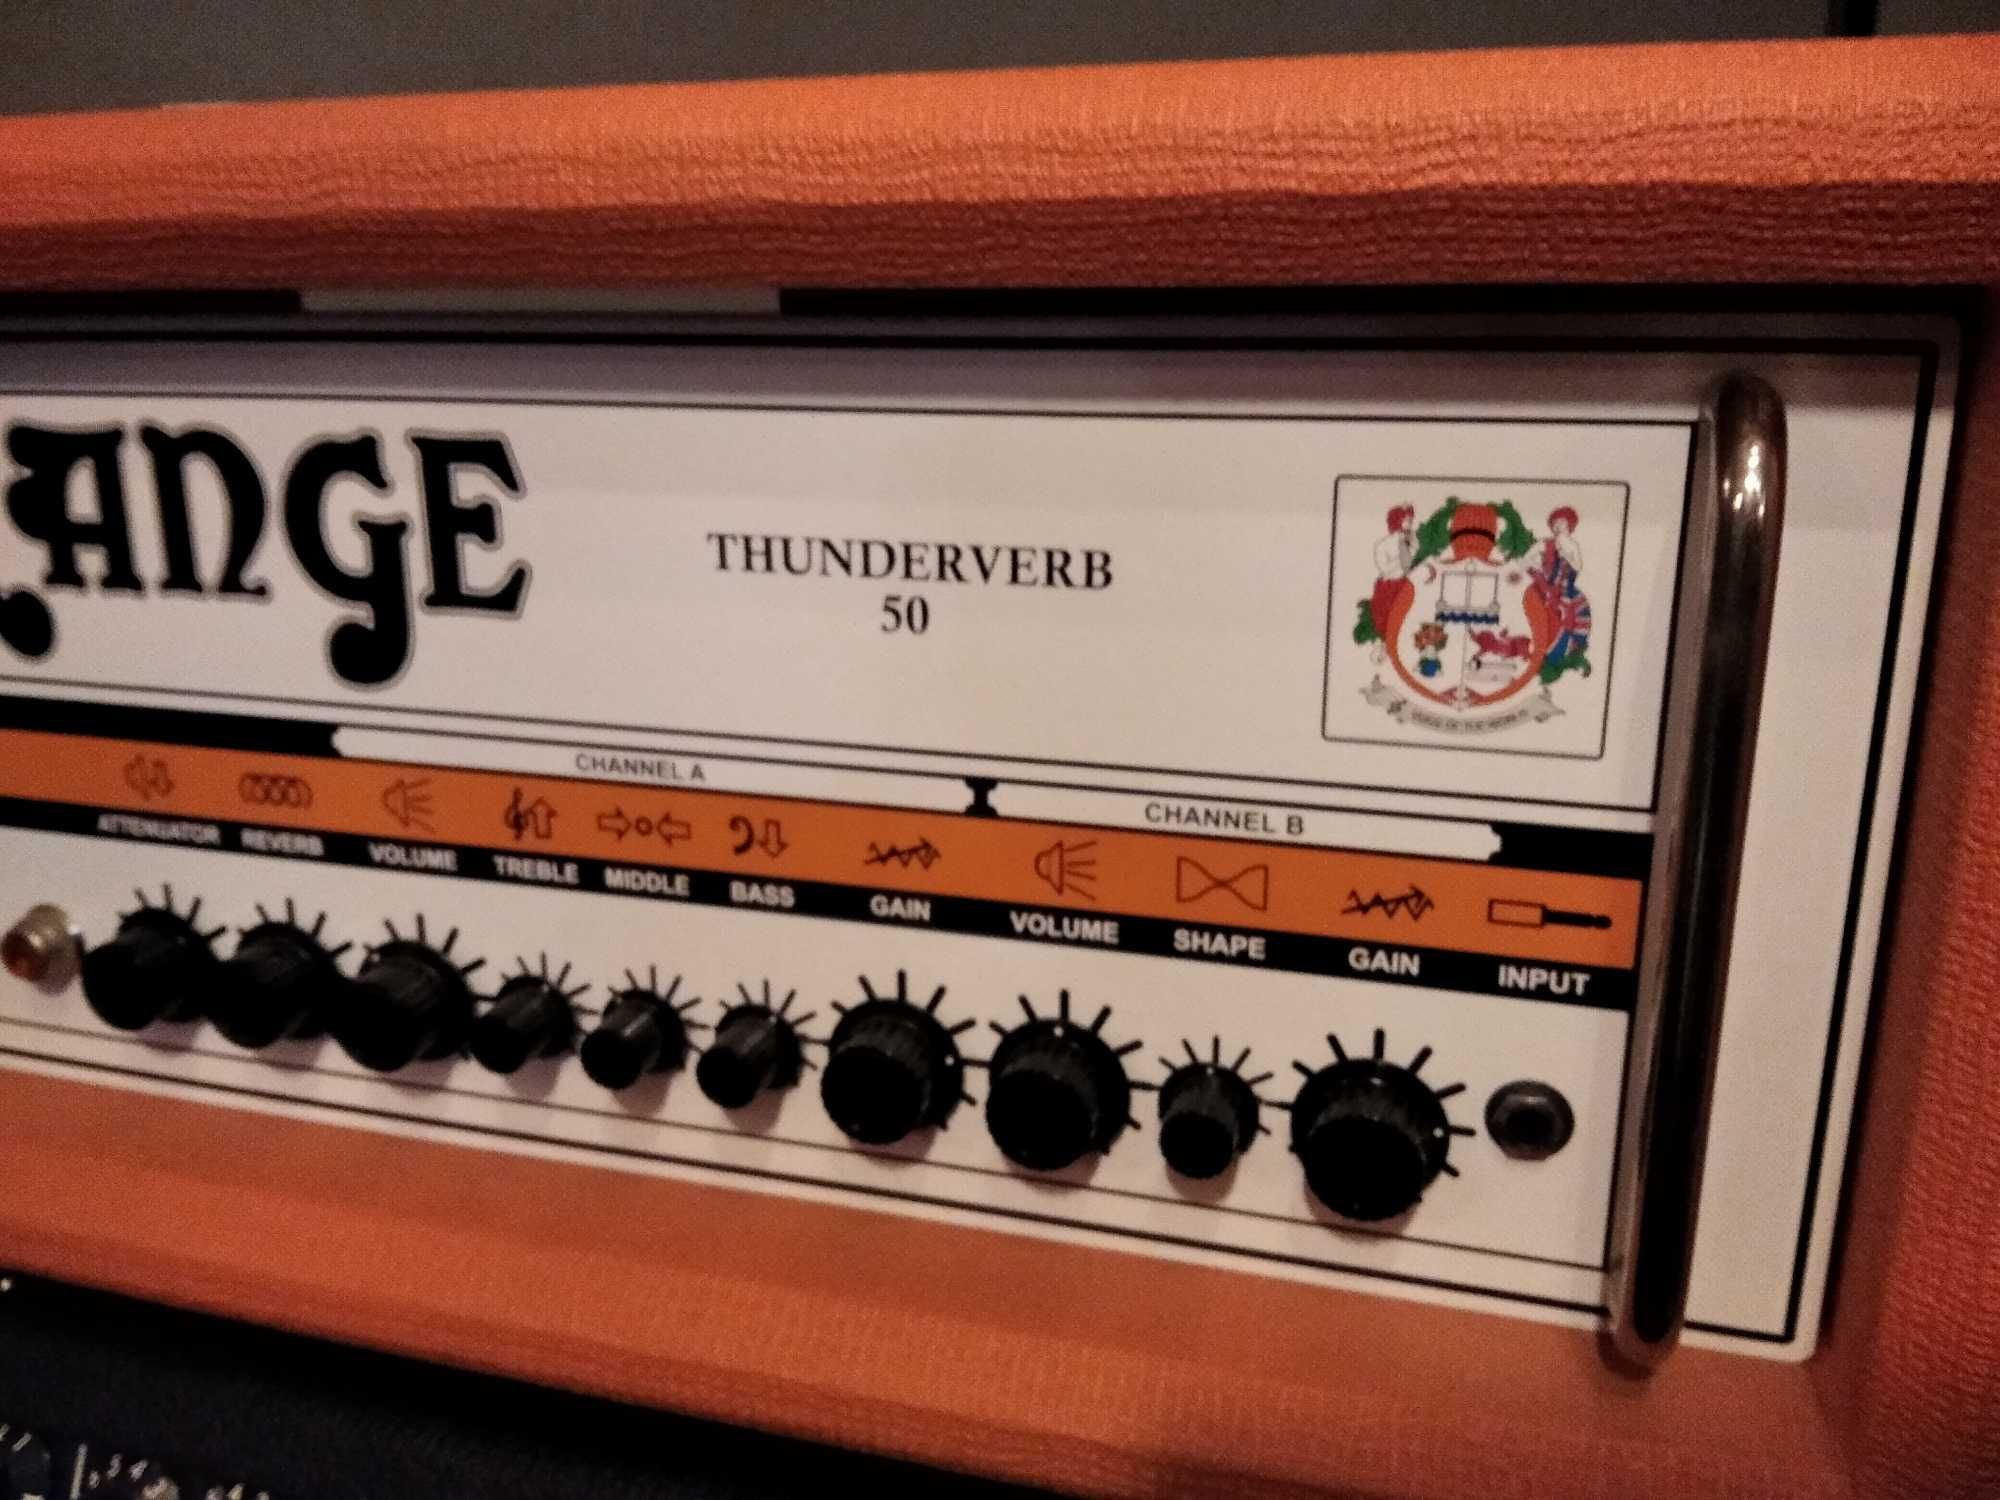 ANGE
THUNDERVERB
50
CHANNEL A
CHANNEL B
ATTENUATOR REVERB VOLUME TREBLE MIDDLE BASS GAIN VOLUME SHAPE GAIN INPUT